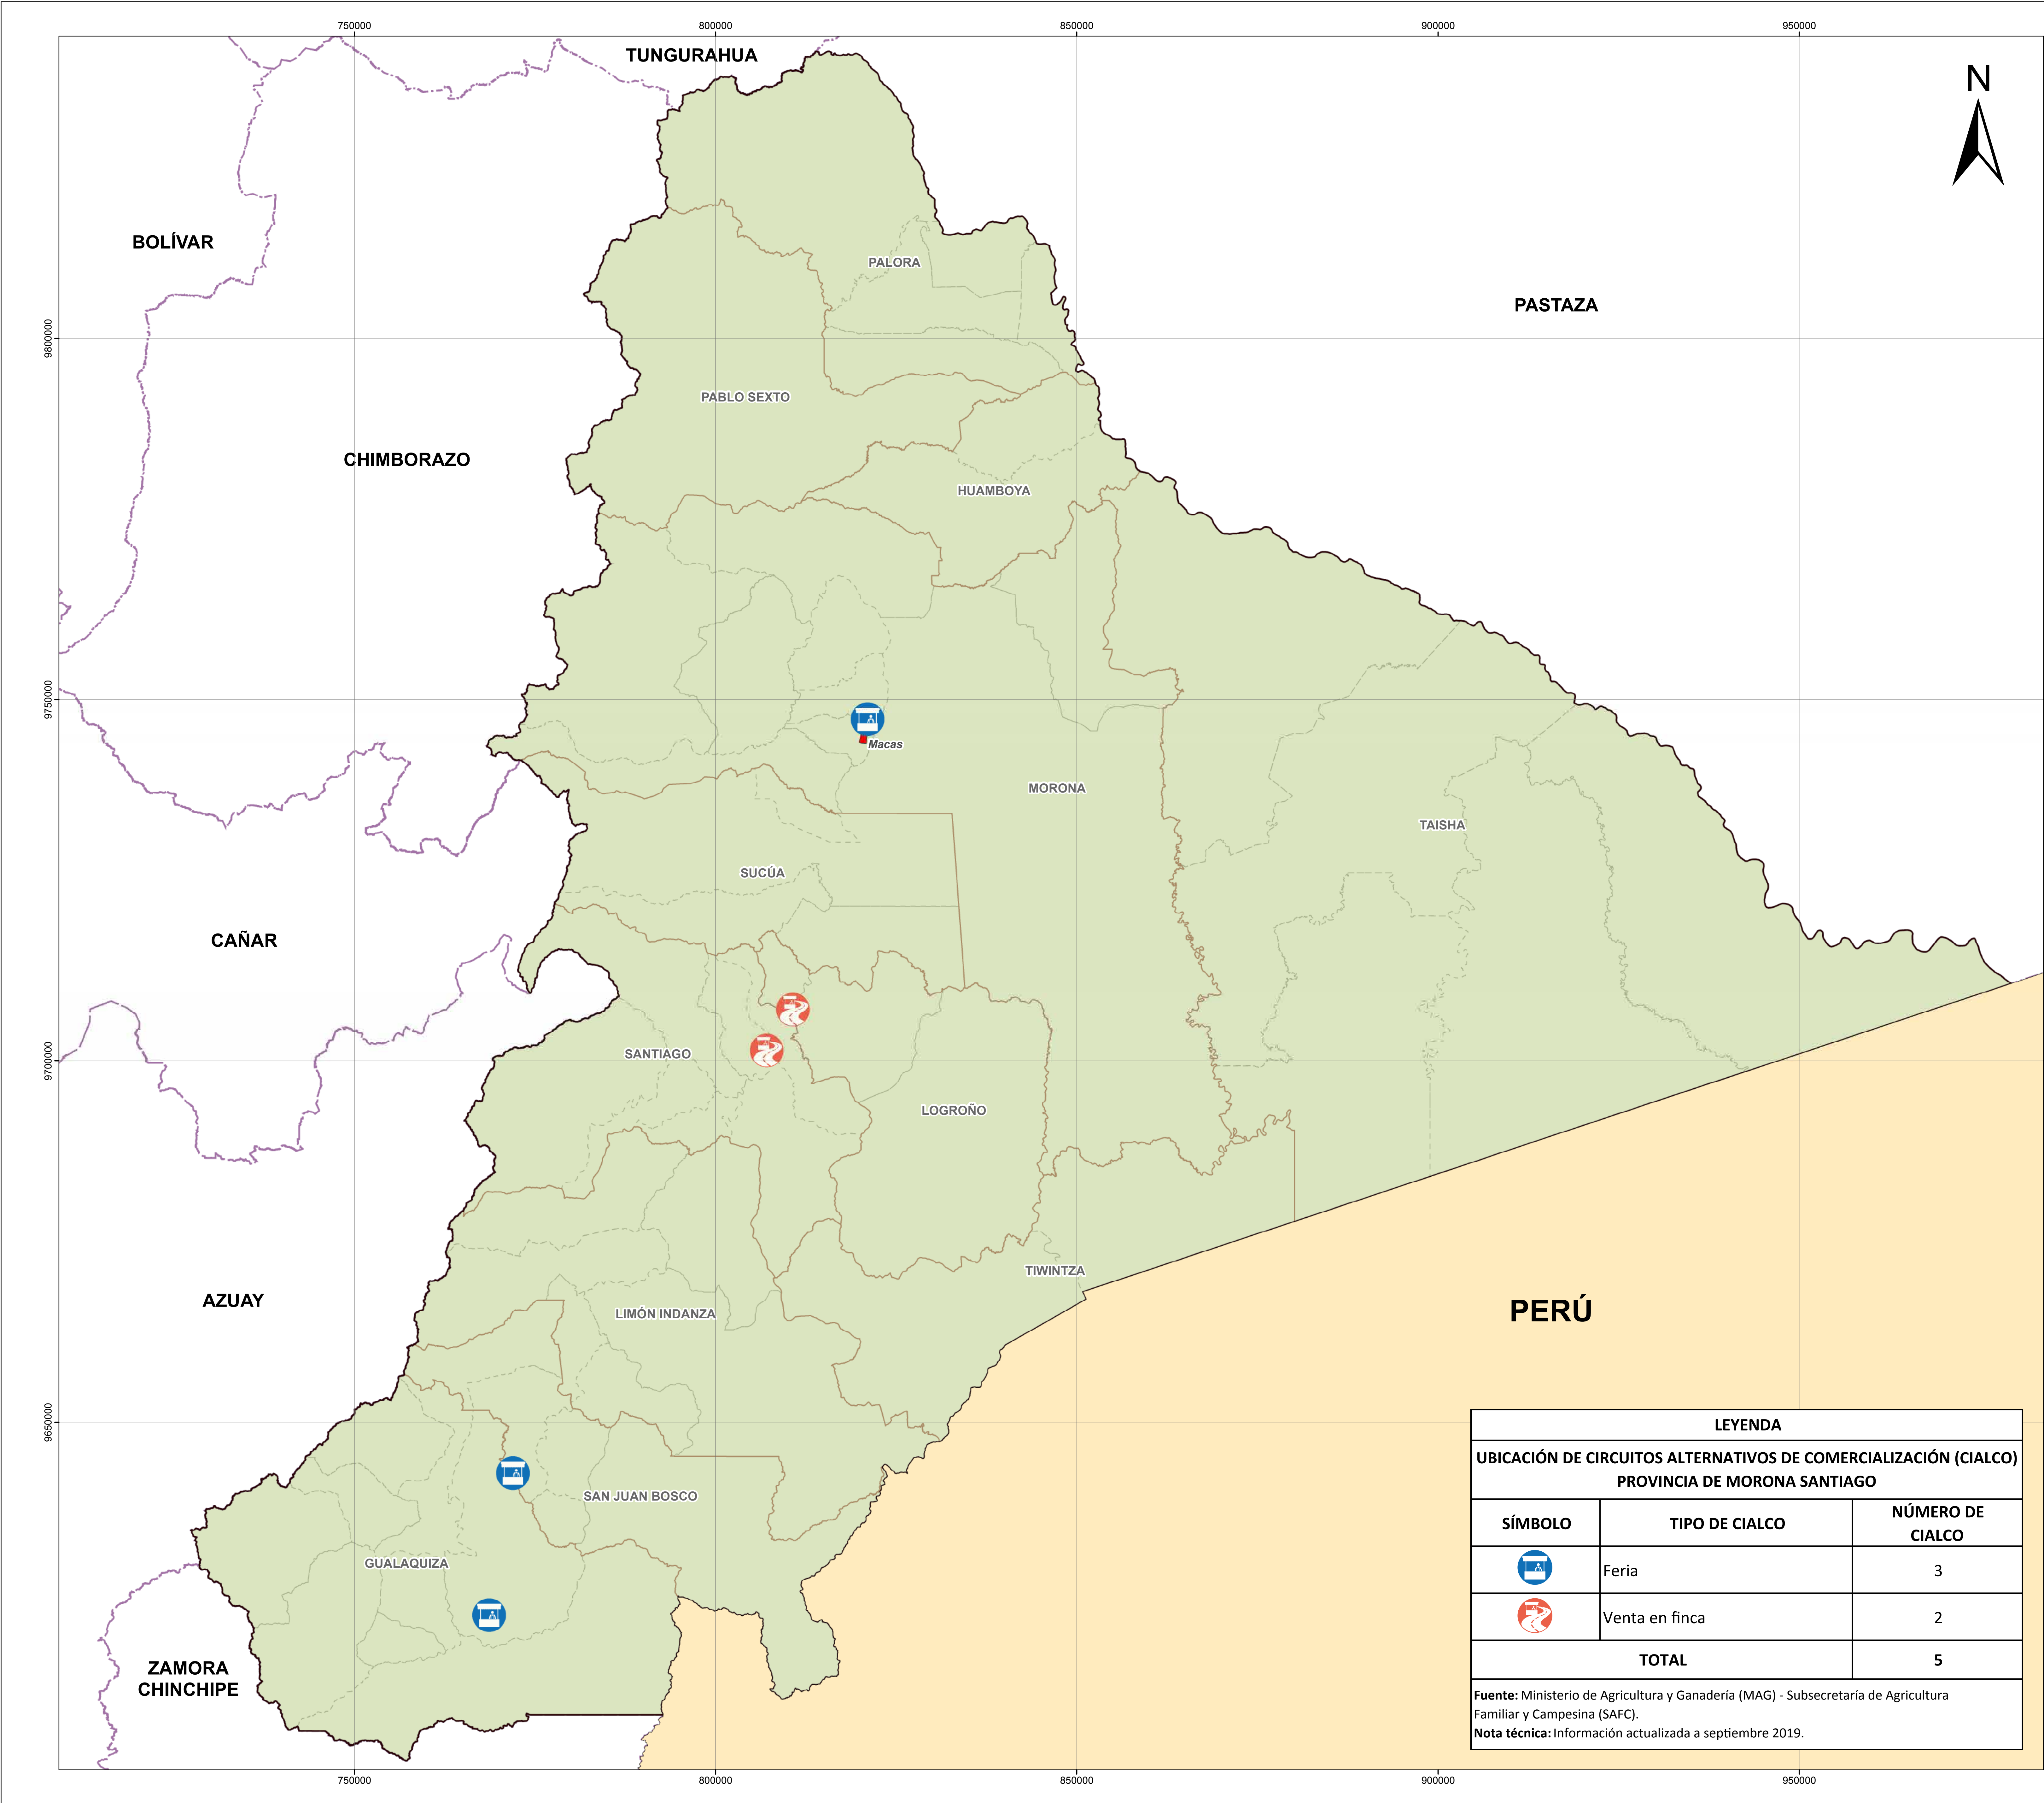 750000
800000
850000
900000
950000
TUNGURAHUA
N
BOLÍVAR
PALORA
PASTAZA
9800000
PABLO SEXTO
CHIMBORAZO
HUAMBOYA
9750000
Macas
MORONA
TAISHA
SUCÚA
CAÑAR
SANTIAGO
9700000
LOGROÑO
TIWINTZA
AZUAY
LIMÓN INDANZA
PERÚ
9650000
SAN JUAN BOSCO
GUALAQUIZA
ZAMORA
CHINCHIPE
LEYENDA
UBICACIÓN DE CIRCUITOS ALTERNATIVOS DE COMERCIALIZACIÓN (CIALCO)
PROVINCIA DE MORONA SANTIAGO
SÍMBOLO TIPO DE CIALCO NÚMERO DE
CIALCO
Feria 3
Venta en finca 2
TOTAL 5
Fuente: Ministerio de Agricultura y Ganadería (MAG) - Subsecretaría de Agricultura
Familiar y Campesina (SAFC).
Nota técnica: Información actualizada a septiembre 2019.
750000
800000
850000
900000
950000